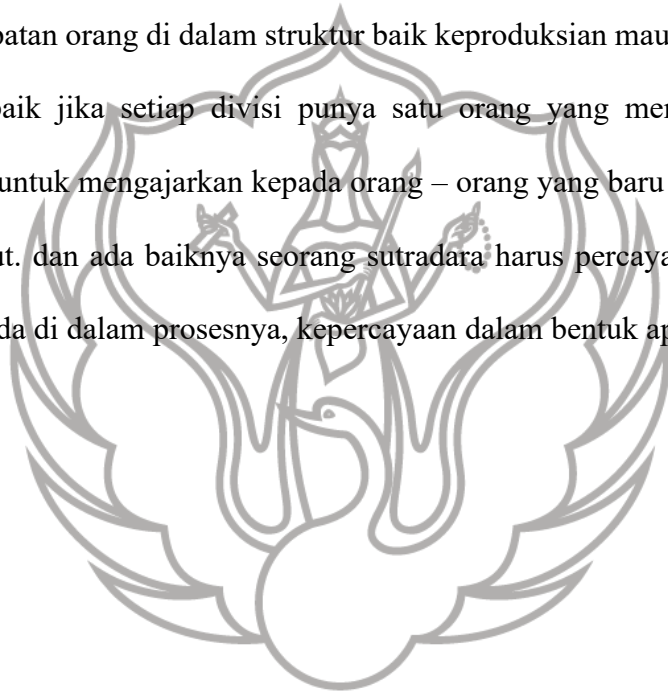 patan orang di dalam struktur baik keproduksian mau
baik jika setiap divisi punya satu orang yang me
untuk mengajarkan kepada orang – orang yang baru
ut. dan ada baiknya seorang sutradara harus percaya
da di dalam prosesnya, kepercayaan dalam bentuk ap